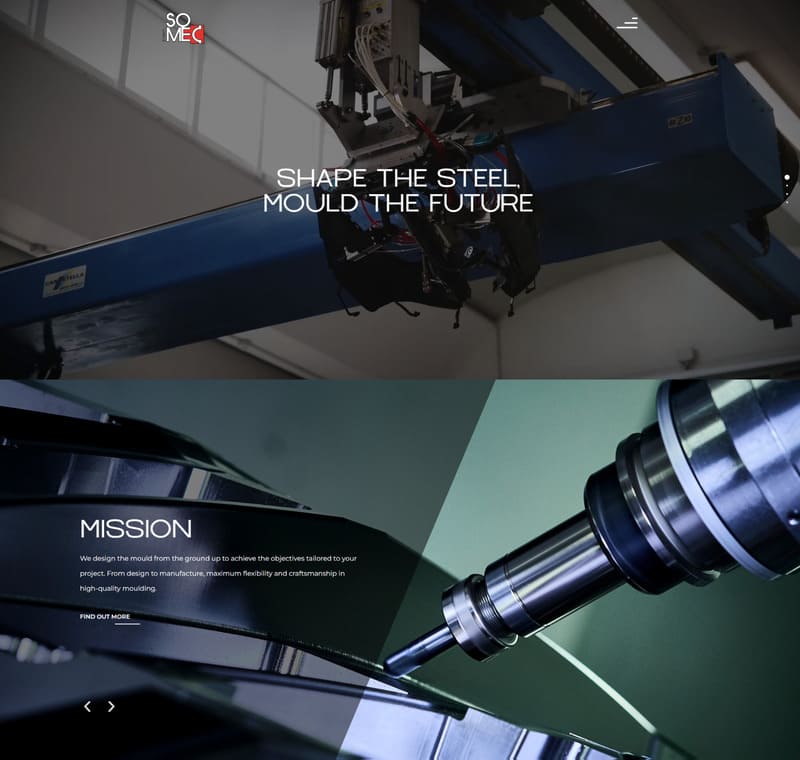 SO
MEC
SHAPE THE STEEL,
MOULD THE FUTURE
MISSION
We design the mould from the ground up to achieve the objectives tailored to your
project. From design to manufacture, maximum flexibility and craftsmanship in
high-quality moulding.
FIND OUT MORE